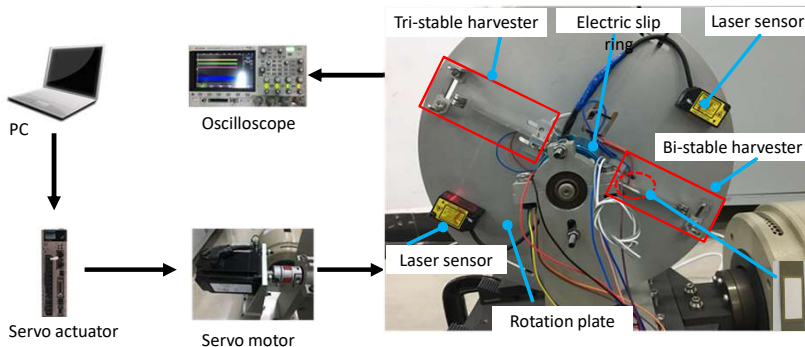 Tri-stable harvester
Electric slip
ring
Laser sensor
PC
Oscilloscope
Bi-stable harvester
Servo actuator
Servo motor
Laser sensor
Rotation plate